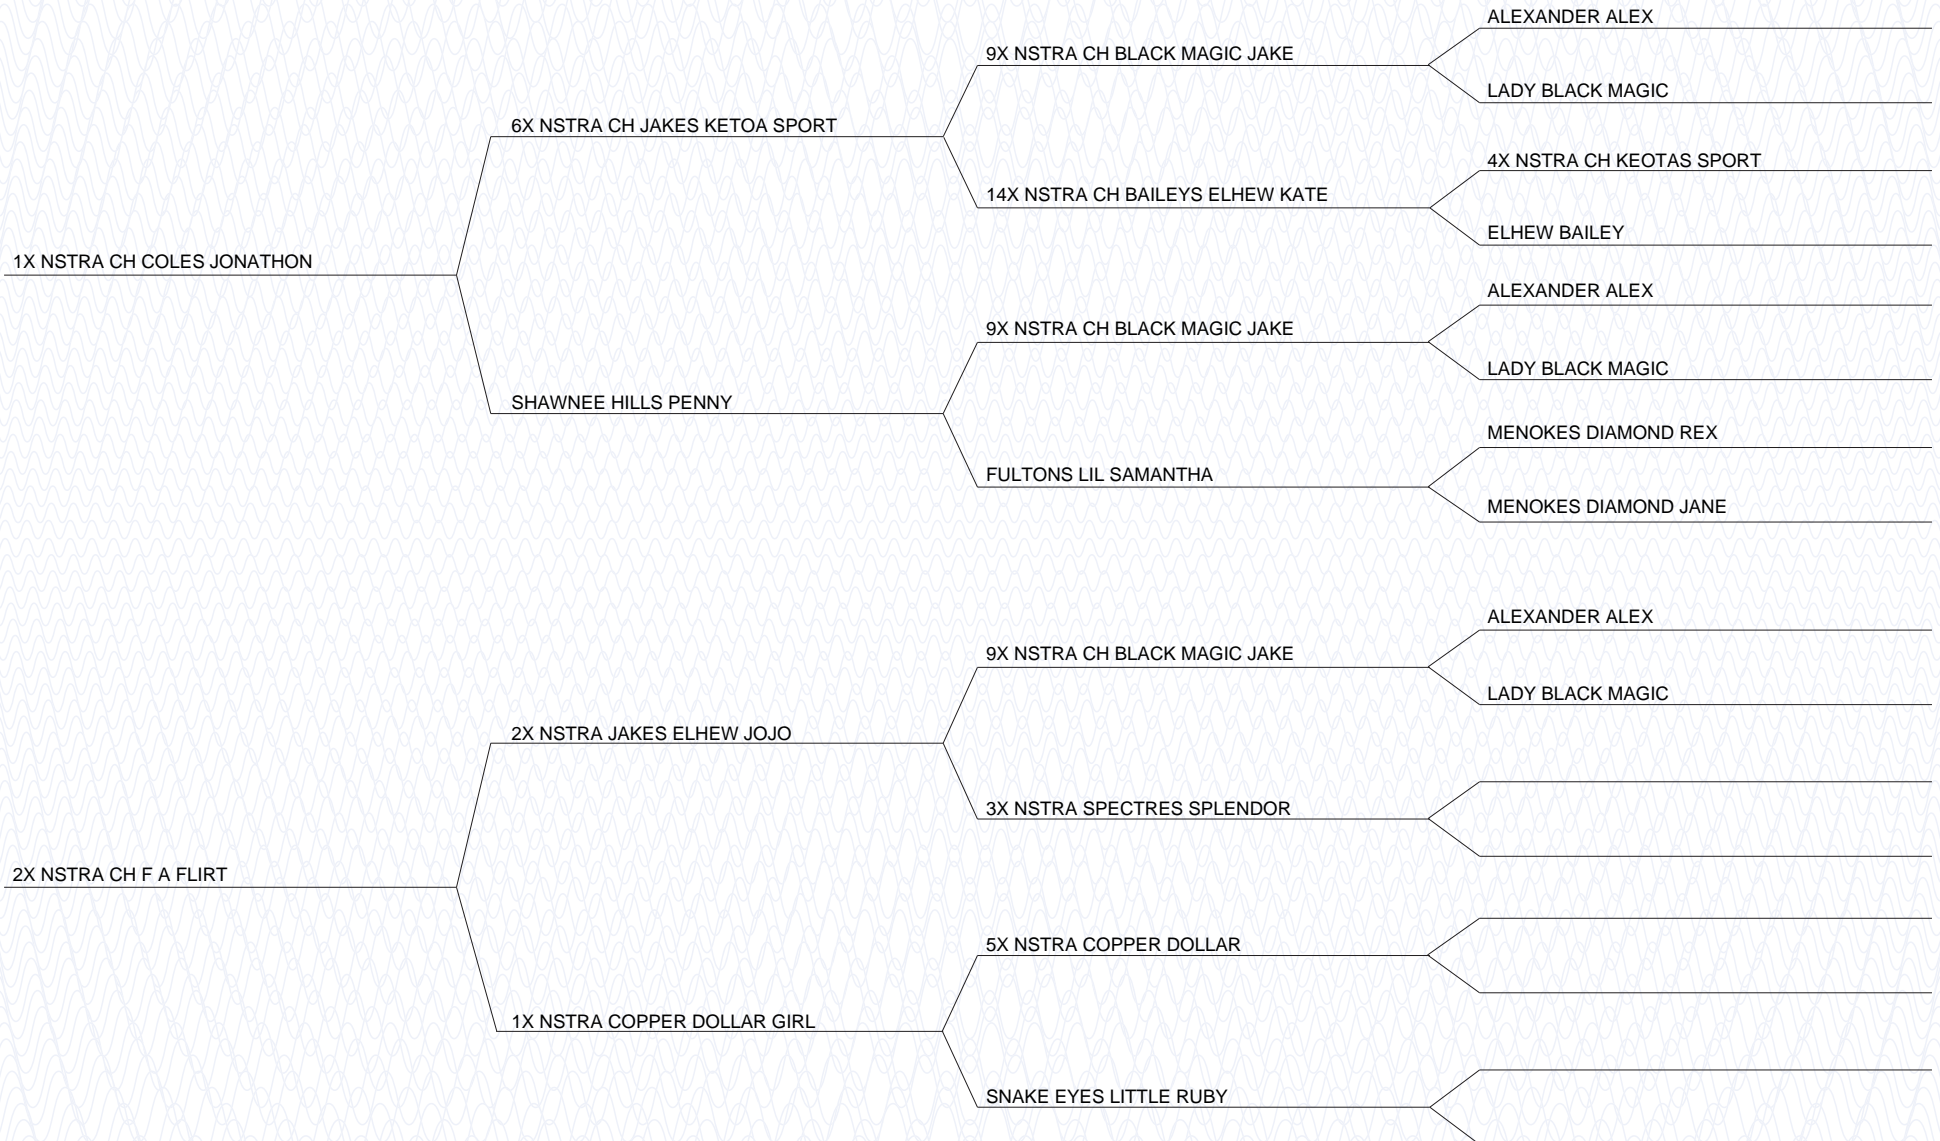 ALEXANDER ALEX
9X NSTRA CH BLACK MAGIC JAKE
LADY BLACK MAGIC
6X NSTRA CH JAKES KETOA SPORT
4X NSTRA CH KEOTAS SPORT
14X NSTRA CH BAILEYS ELHEW KATE
ELHEW BAILEY
1X NSTRA CH COLES JONATHON
ALEXANDER ALEX
9X NSTRA CH BLACK MAGIC JAKE
LADY BLACK MAGIC
SHAWNEE HILLS PENNY
MENOKES DIAMOND REX
FULTONS LIL SAMANTHA
MENOKES DIAMOND JANE
ALEXANDER ALEX
9X NSTRA CH BLACK MAGIC JAKE
LADY BLACK MAGIC
2X NSTRA JAKES ELHEW JOJO
3X NSTRA SPECTRES SPLENDOR
2X NSTRA CH F A FLIRT
5X NSTRA COPPER DOLLAR
1X NSTRA COPPER DOLLAR GIRL
SNAKE EYES LITTLE RUBY